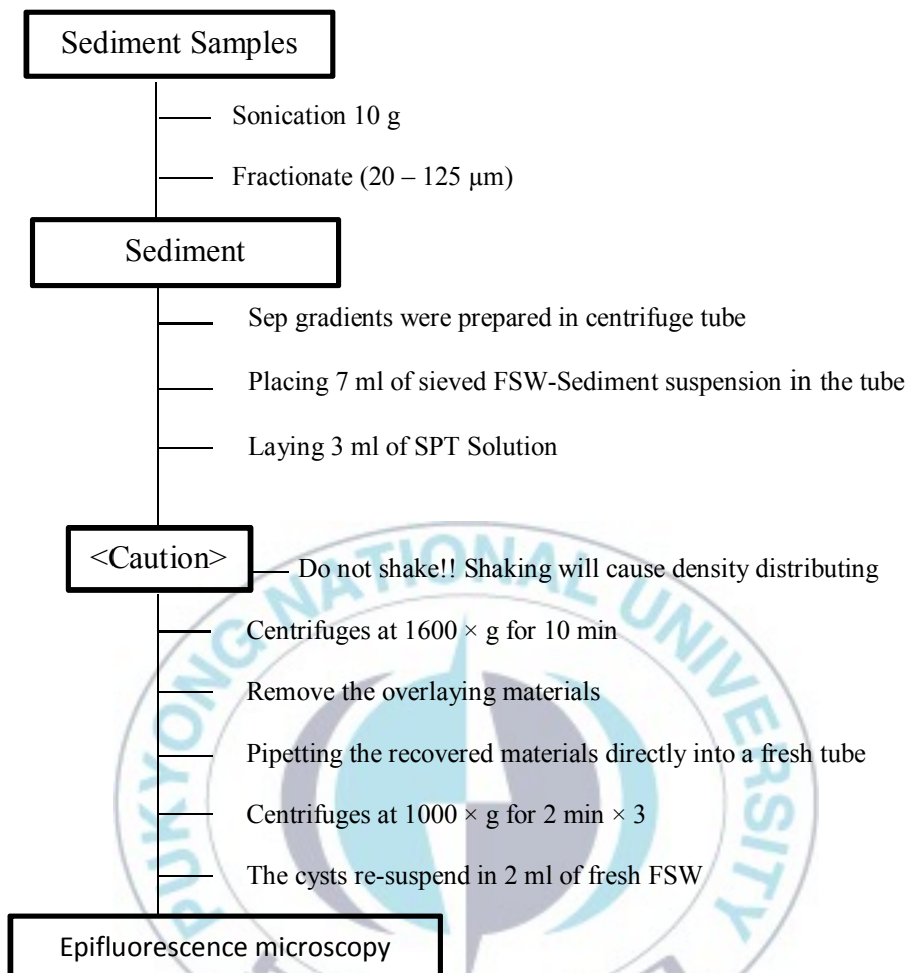 Sediment Samples
Sonication 10 g
Fractionate (20 – 125 μm)
Sediment
Sep gradients were prepared in centrifuge tube
Placing 7 ml of sieved FSW-Sediment suspension in the tube
Laying 3 ml of SPT Solution
<Caution>
Do not shake!! Shaking will cause density distributing
Centrifuges at 1600 × g for 10 min
Remove the overlaying materials
Pipetting the recovered materials directly into a fresh tube
Centrifuges at 1000 × g for 2 min × 3
The cysts re-suspend in 2 ml of fresh FSW
Epifluorescence microscopy
PUKYONG NATIONAL UNIVERSITY